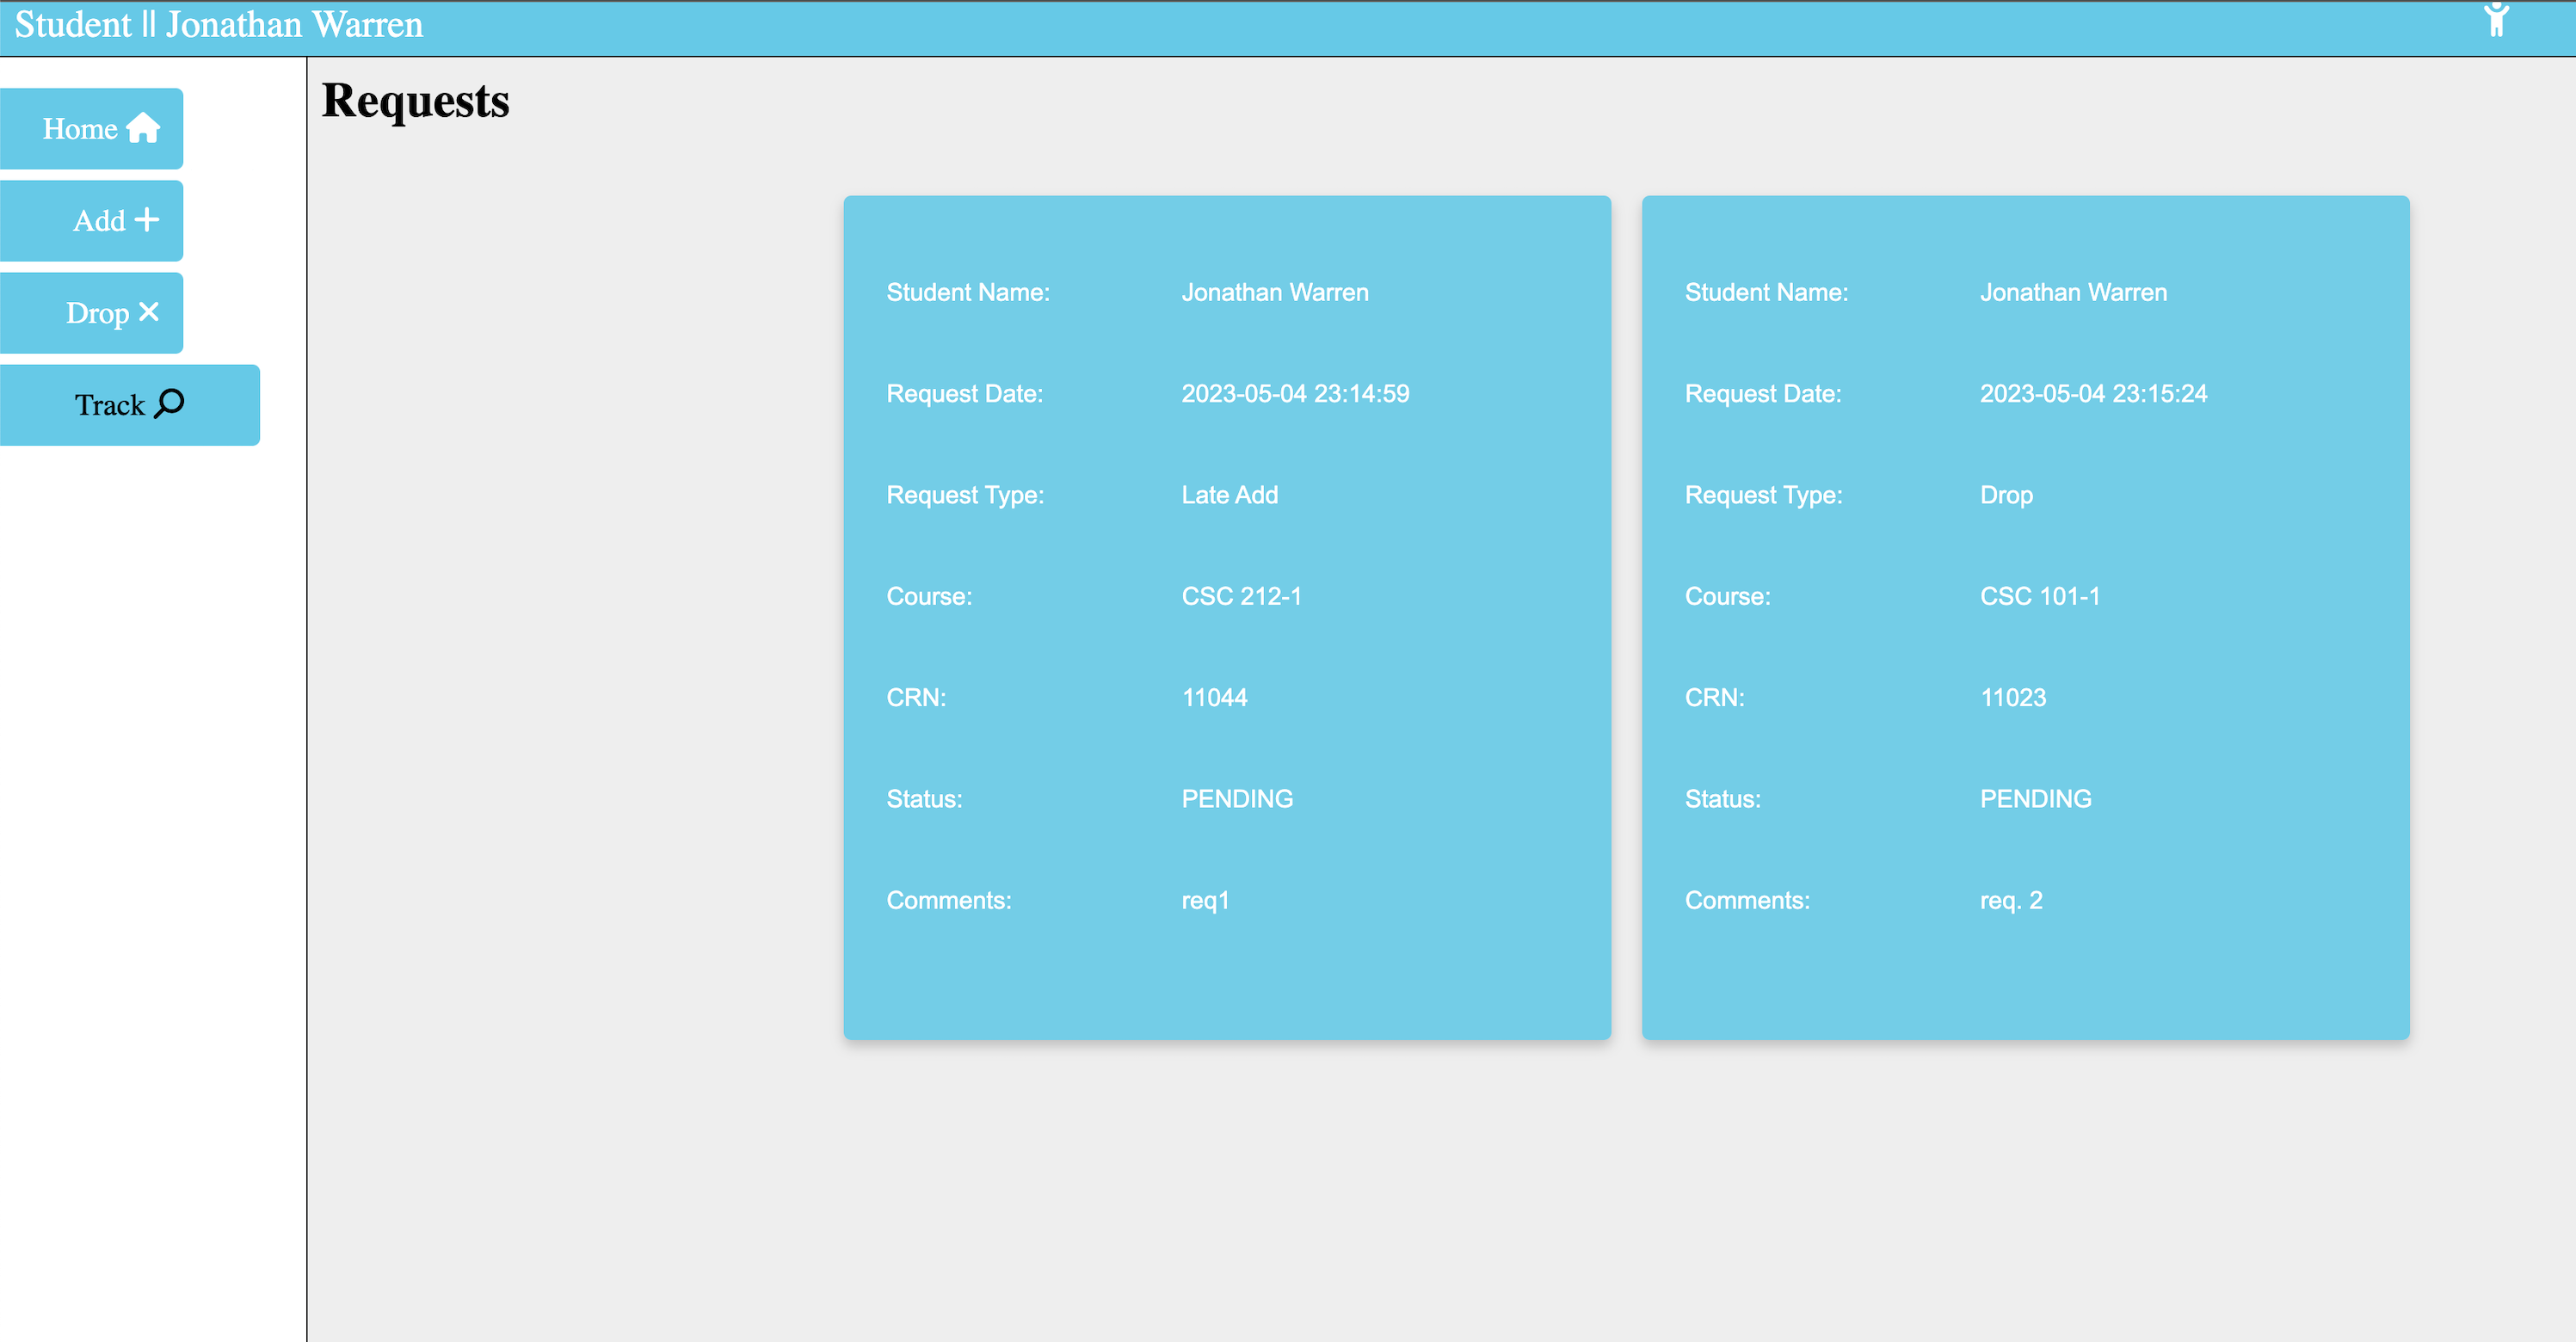 Student || Jonathan Warren
Home
Add
Drop
Track
Requests
Student Name: Jonathan Warren
Request Date: 2023-05-04 23:14:59
Request Type: Late Add
Course: CSC 212-1
CRN: 11044
Status: PENDING
Comments: req1
Student Name: Jonathan Warren
Request Date: 2023-05-04 23:15:24
Request Type: Drop
Course: CSC 101-1
CRN: 11023
Status: PENDING
Comments: req. 2